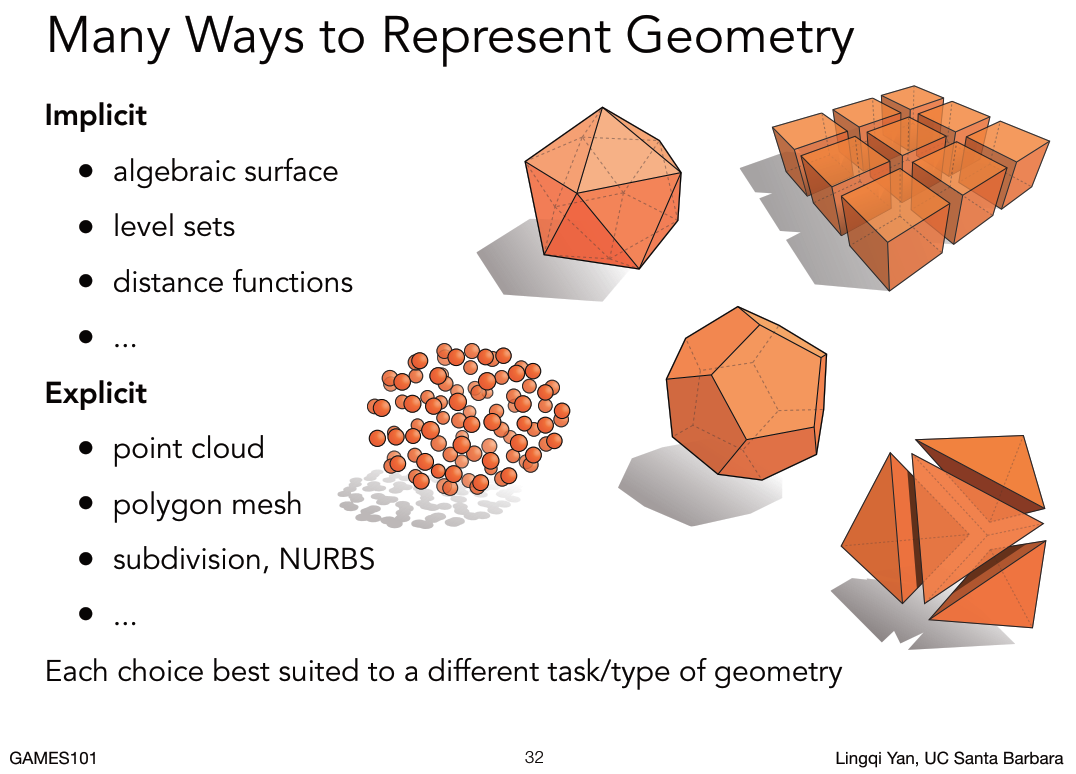 Many Ways to Represent Geometry
Implicit
• algebraic surface
• level sets
• distance functions
• ...
Explicit
• point cloud
• polygon mesh
• subdivision, NURBS
• ...
Each choice best suited to a different task/type of geometry
GAMES101
32
Lingqi Yan, UC Santa Barbara